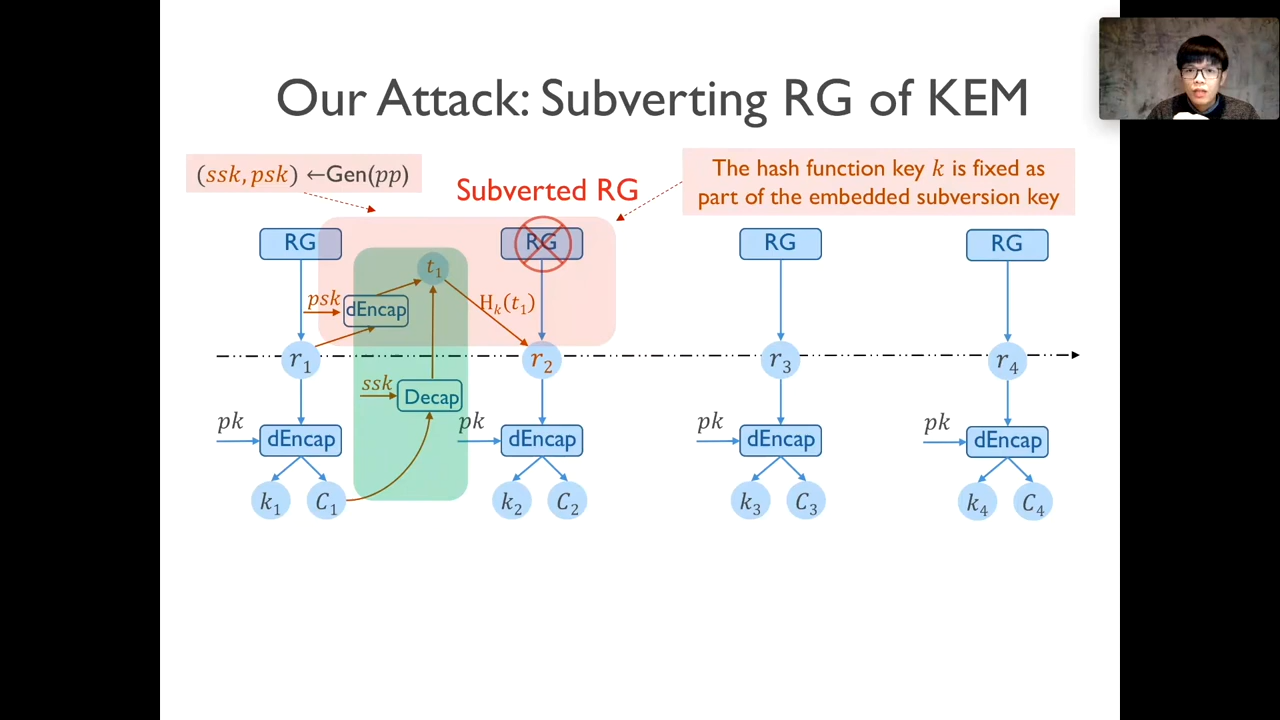 Our Attack: Subverting RG of KEM
(ssk, psk) ←Gen(pp)
Subverted RG
The hash function key k is fixed as
part of the embedded subversion key
RG
RG
RG
RG
t₁
psk
dEncap
H_k(t₁)
r₁
r₂
r₃
r₄
ssk
Decap
pk
dEncap
pk
dEncap
pk
dEncap
pk
dEncap
k₁
C₁
k₂
C₂
k₃
C₃
k₄
C₄